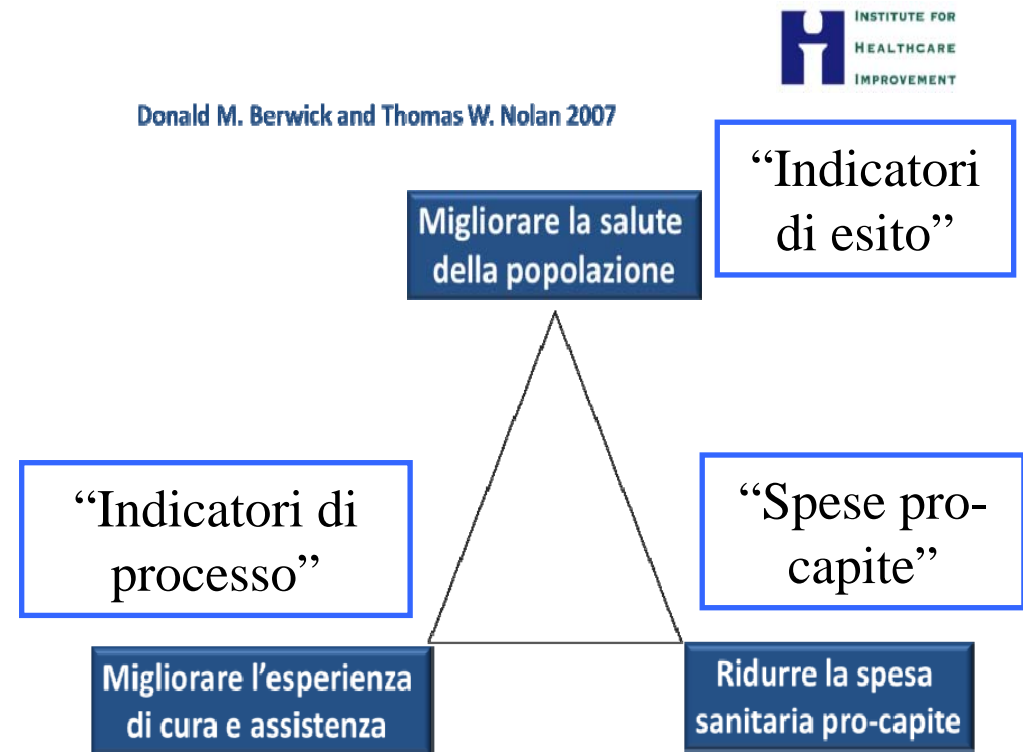 INSTITUTE FOR
HEALTHCARE
IMPROVEMENT
Donald M. Berwick and Thomas W. Nolan 2007
“Indicatori
di esito”
Migliorare la salute
della popolazione
“Indicatori di
processo”
“Spese pro-
capite”
Migliorare l’esperienza
di cura e assistenza
Ridurre la spesa
sanitaria pro-capite